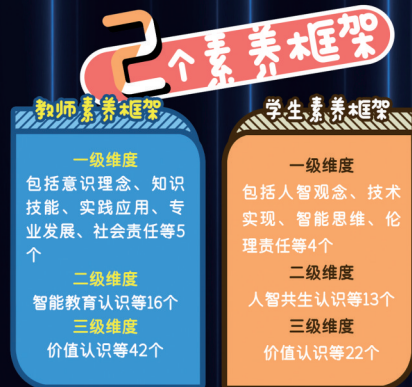 2个素养框架
教师素养框架
一级维度
包括意识理念、知识
技能、实践应用、专
业发展、社会责任等5
个
二级维度
智能教育认识等16个
三级维度
价值认识等42个
学生素养框架
一级维度
包括人智观念、技术
实现、智能思维、伦
理责任等4个
二级维度
人智共生认识等13个
三级维度
价值认识等22个